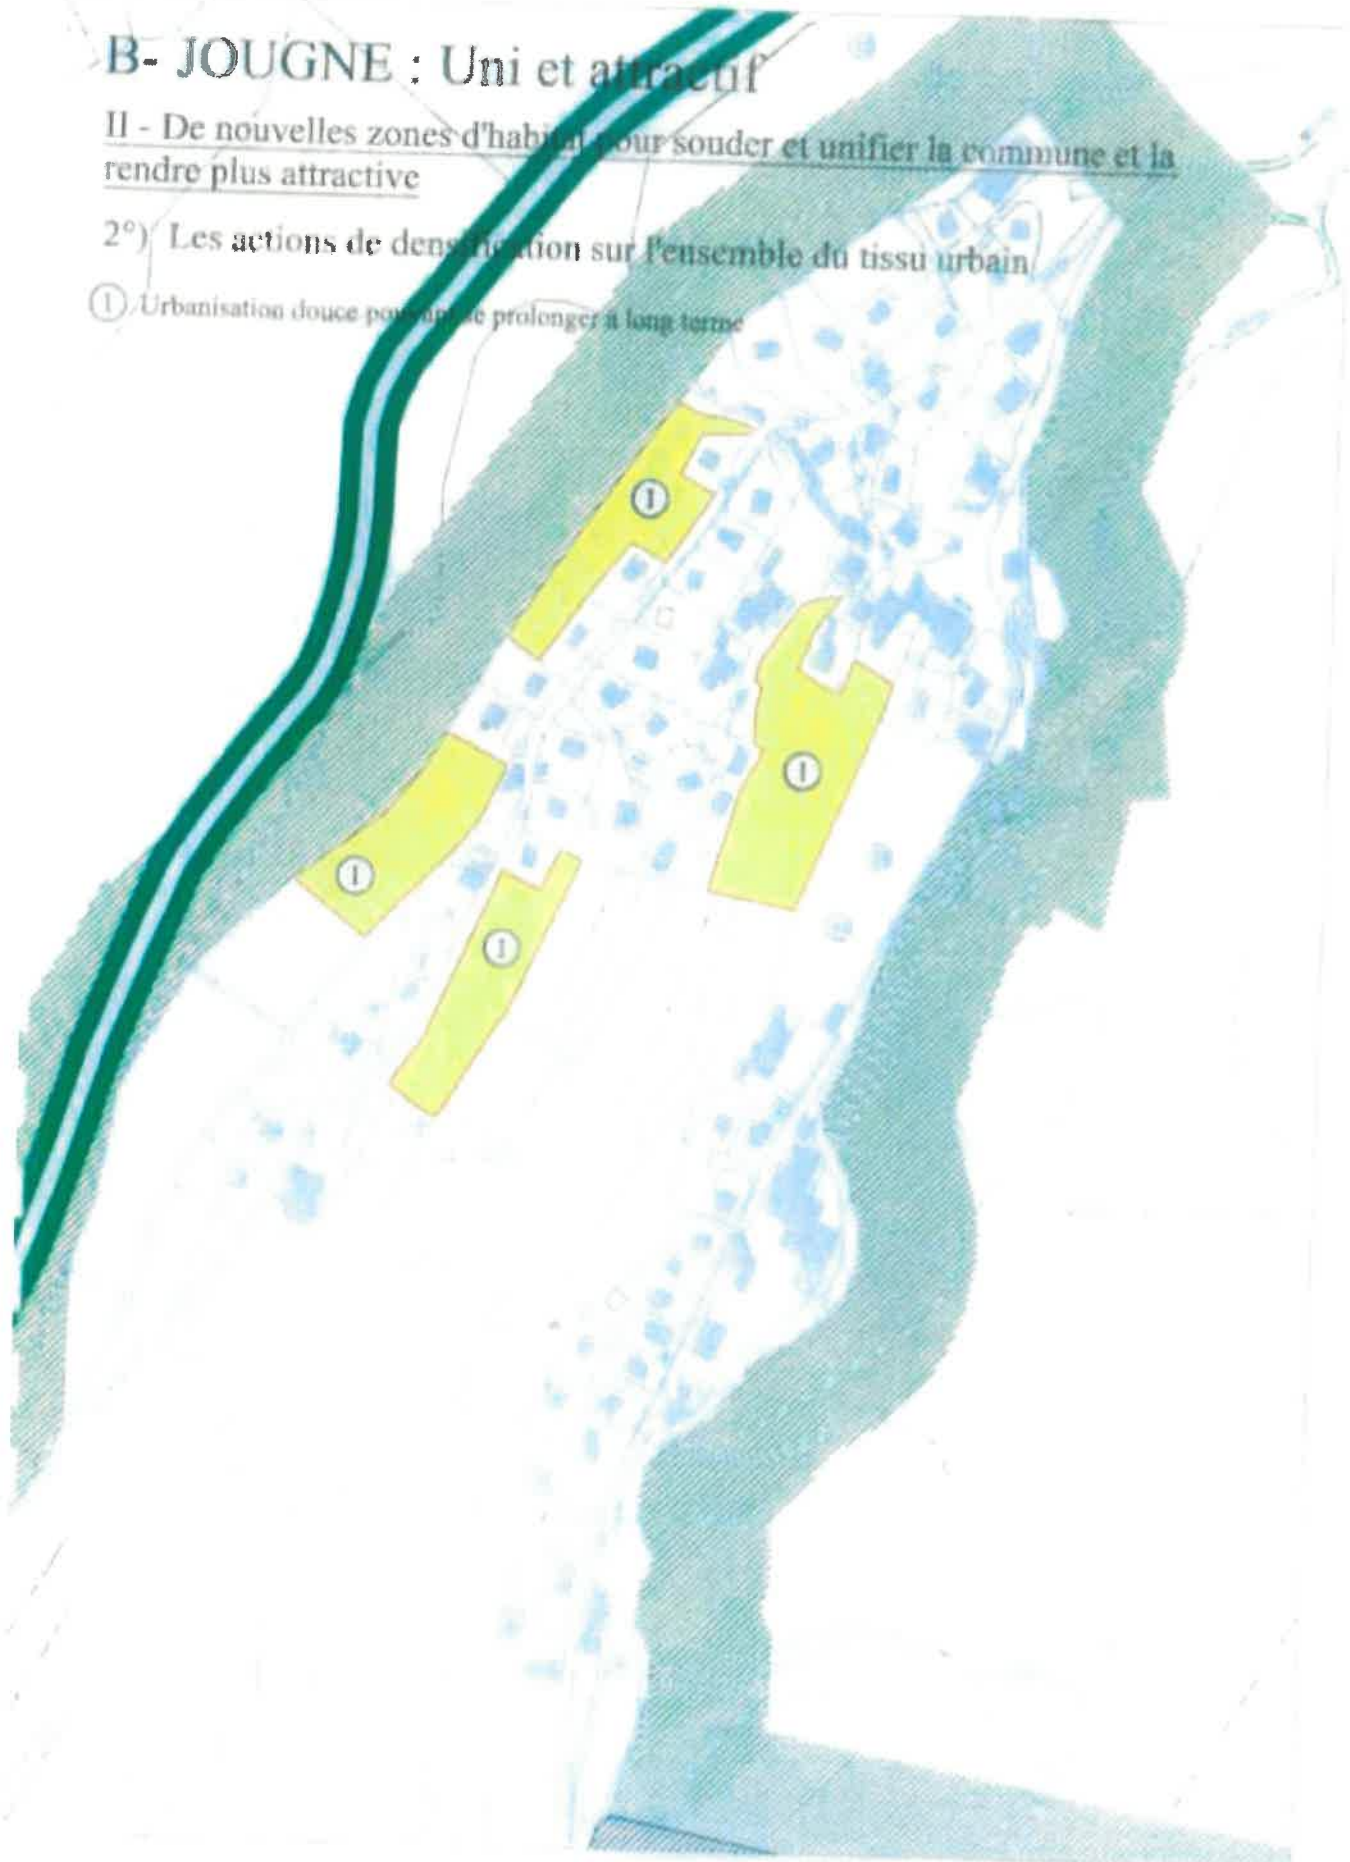 B- JOUGNE : Uni et attractif
II - De nouvelles zones d'habitat pour souder et unifier la commune et la
rendre plus attractive
2°) Les actions de densification sur l'ensemble du tissu urbain
1 Urbanisation douce pouvant se prolonger à long terme
1
1
1
1